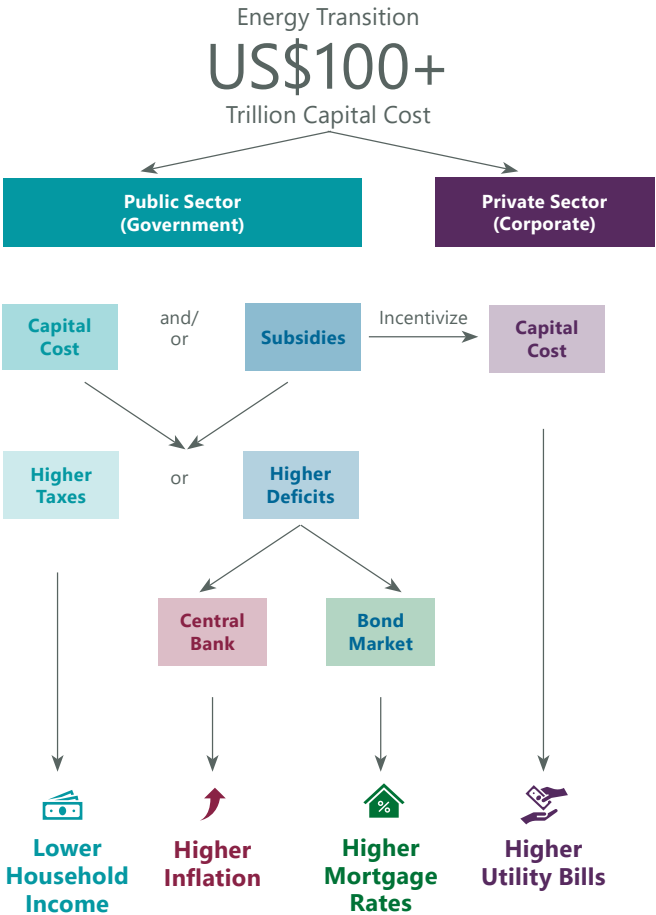 Energy Transition
US$100+
Trillion Capital Cost
Public Sector
(Government)
Private Sector
(Corporate)
Capital
Cost
and/
or
Subsidies
Incentivize
Capital
Cost
Higher
Taxes
or
Higher
Deficits
Central
Bank
Bond
Market
%
Lower
Household
Income
Higher
Inflation
Higher
Mortgage
Rates
Higher
Utility Bills